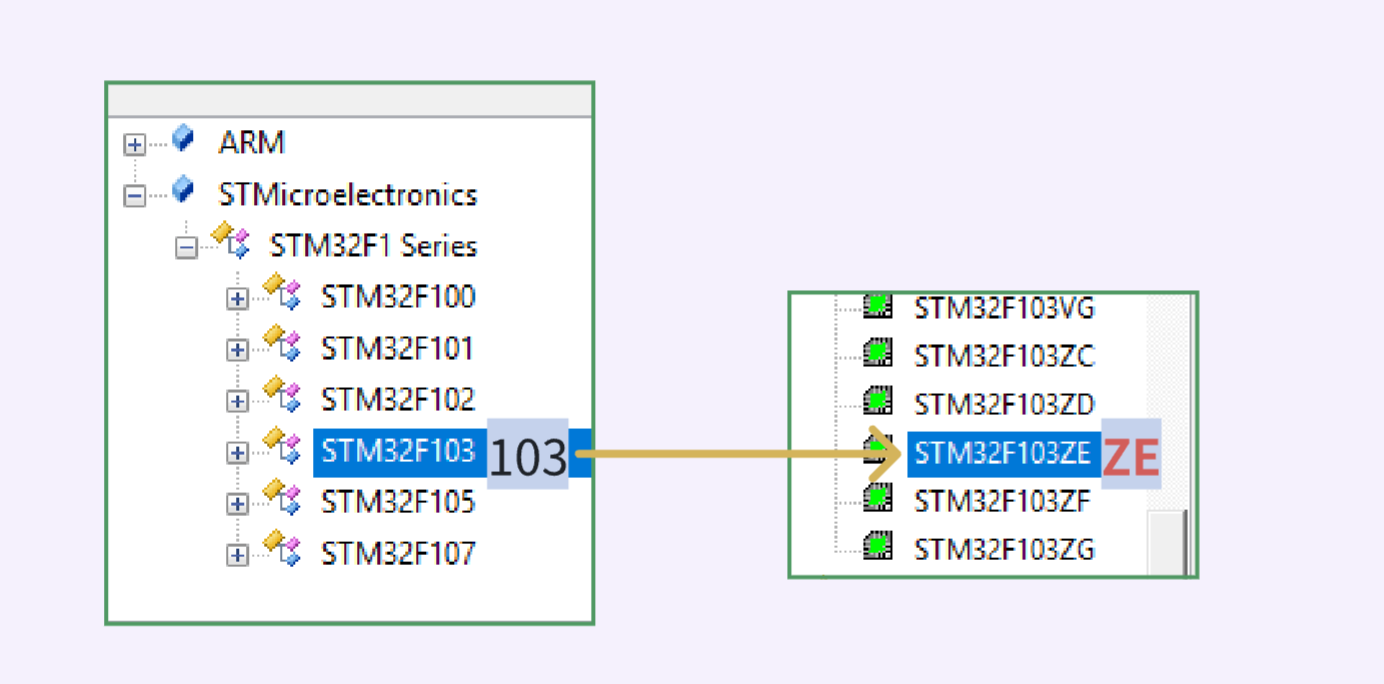 ARM
STMicroelectronics
STM32F1 Series
STM32F100
STM32F101
STM32F102
STM32F103 103
STM32F105
STM32F107
STM32F103VG
STM32F103ZC
STM32F103ZD
STM32F103ZE ZE
STM32F103ZF
STM32F103ZG